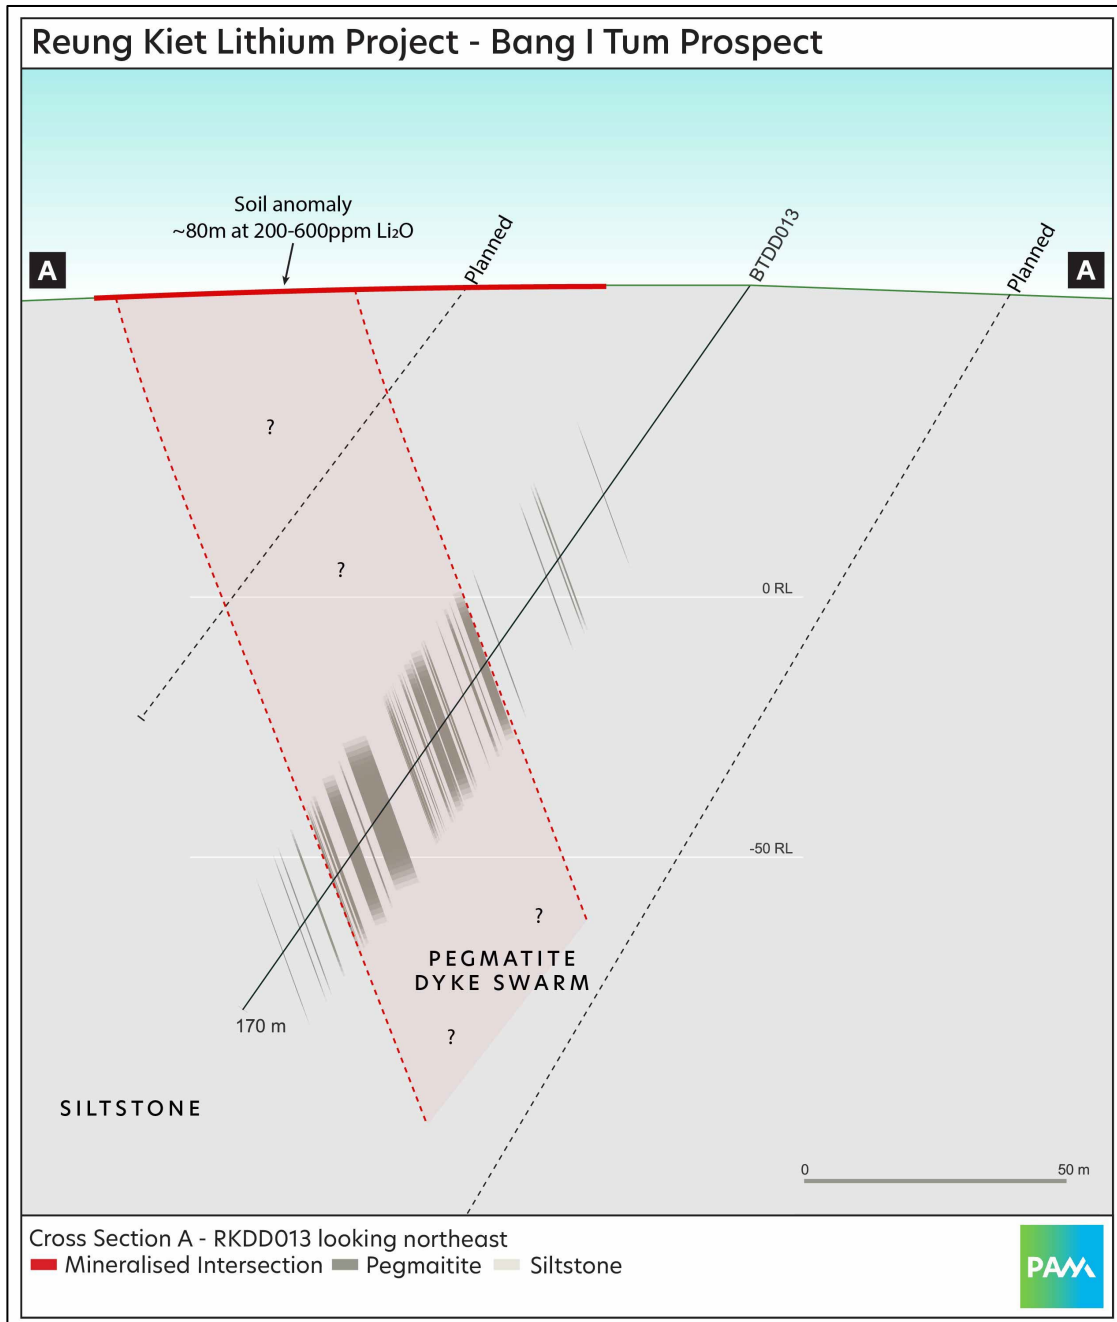 Reung Kiet Lithium Project - Bang I Tum Prospect
Soil anomaly
~80m at 200-600ppm Li₂O
Planned
BTDD013
Planned
A
A
?
?
0 RL
-50 RL
?
PEGMATITE
DYKE SWARM
?
170 m
SILTSTONE
0
50 m
Cross Section A - RKDD013 looking northeast
Mineralised Intersection
Pegmaitite
Siltstone
PAM